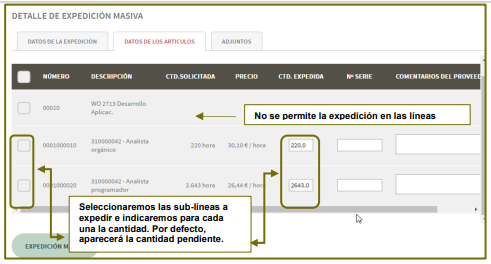 DETALLE DE EXPEDICIÓN MASIVA
DATOS DE LA EXPEDICIÓN DATOS DE LOS ARTICULOS ADJUNTOS
NÚMERO DESCRIPCIÓN CTD.SOLICITADA PRECIO CTD. EXPEDIDA Nº SERIE COMENTARIOS DEL PROVEED
00010 WO 2713 Desarrollo
Aplicac.
No se permite la expedición en las líneas
0001000010 310000042 - Analista
orgánico
220 hora 30,10 € / hora 220.0
0001000020 310000042 - Analista
programador
2.643 hora 26,44 € / hora 2643.0
Seleccionaremos las sub-líneas a
expedir e indicaremos para cada
una la cantidad. Por defecto,
aparecerá la cantidad pendiente.
EXPEDICIÓN M